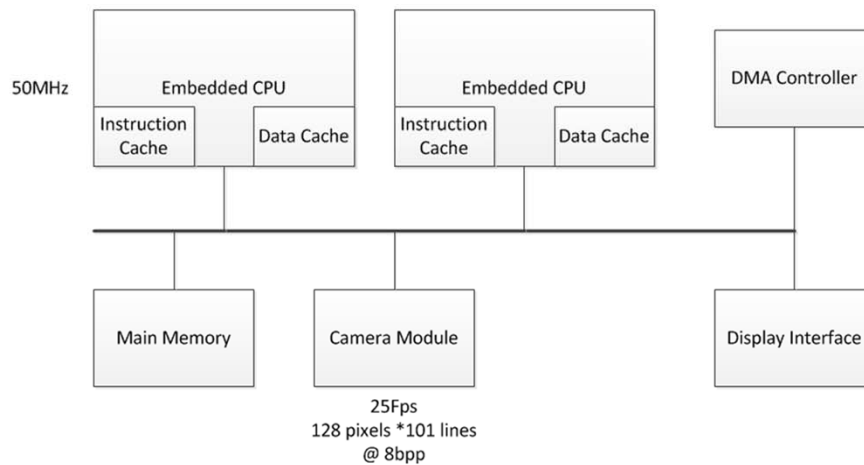 50MHz
Embedded CPU
Instruction
Cache
Data Cache
Embedded CPU
Instruction
Cache
Data Cache
DMA Controller
Main Memory
Camera Module
Display Interface
25Fps
128 pixels *101 lines
@ 8bpp